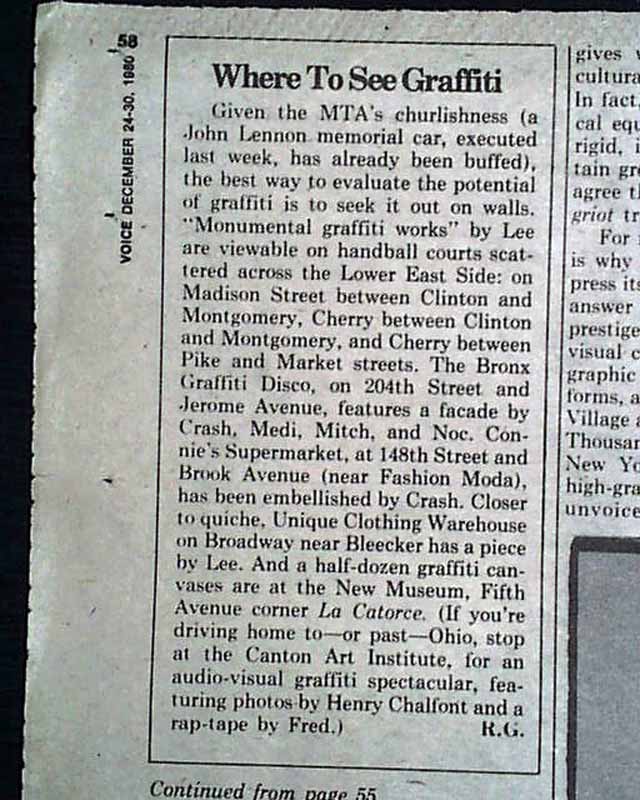 58
VOICE DECEMBER 24-30, 1980
Where To See Graffiti
Given the MTA's churlishness (a
John Lennon memorial car, executed
last week, has already been buffed),
the best way to evaluate the potential
of graffiti is to seek it out on walls.
"Monumental graffiti works" by Lee
are viewable on handball courts scat-
tered across the Lower East Side: on
Madison Street between Clinton and
Montgomery, Cherry between Clinton
and Montgomery, and Cherry between
Pike and Market streets. The Bronx
Graffiti Disco, on 204th Street and
Jerome Avenue, features a facade by
Crash, Medi, Mitch, and Noc. Con-
nie's Supermarket, at 148th Street and
Brook Avenue (near Fashion Moda),
has been embellished by Crash. Closer
to quiche, Unique Clothing Warehouse
on Broadway near Bleecker has a piece
by Lee. And a half-dozen graffiti can-
vases are at the New Museum, Fifth
Avenue corner La Catorce. (If you're
driving home to—or past—Ohio, stop
at the Canton Art Institute, for an
audio-visual graffiti spectacular, fea-
turing photos by Henry Chalfont and a
rap-tape by Fred.) R.G.
Continued from page 55
gives
cultura
In fact,
cal equ
rigid, i
tain gr
agree t
griot tr
For
is why
press its
answer
prestige
visual c
graphic
forms, a
Village a
Thousan
New Yo
high-gra
unvoice